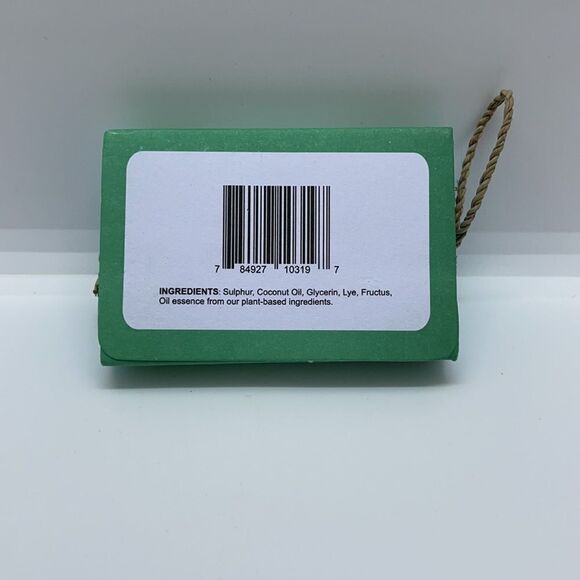 7 84927 10319 7
INGREDIENTS: Sulphur, Coconut Oil, Glycerin, Lye, Fructus,
Oil essence from our plant-based ingredients.